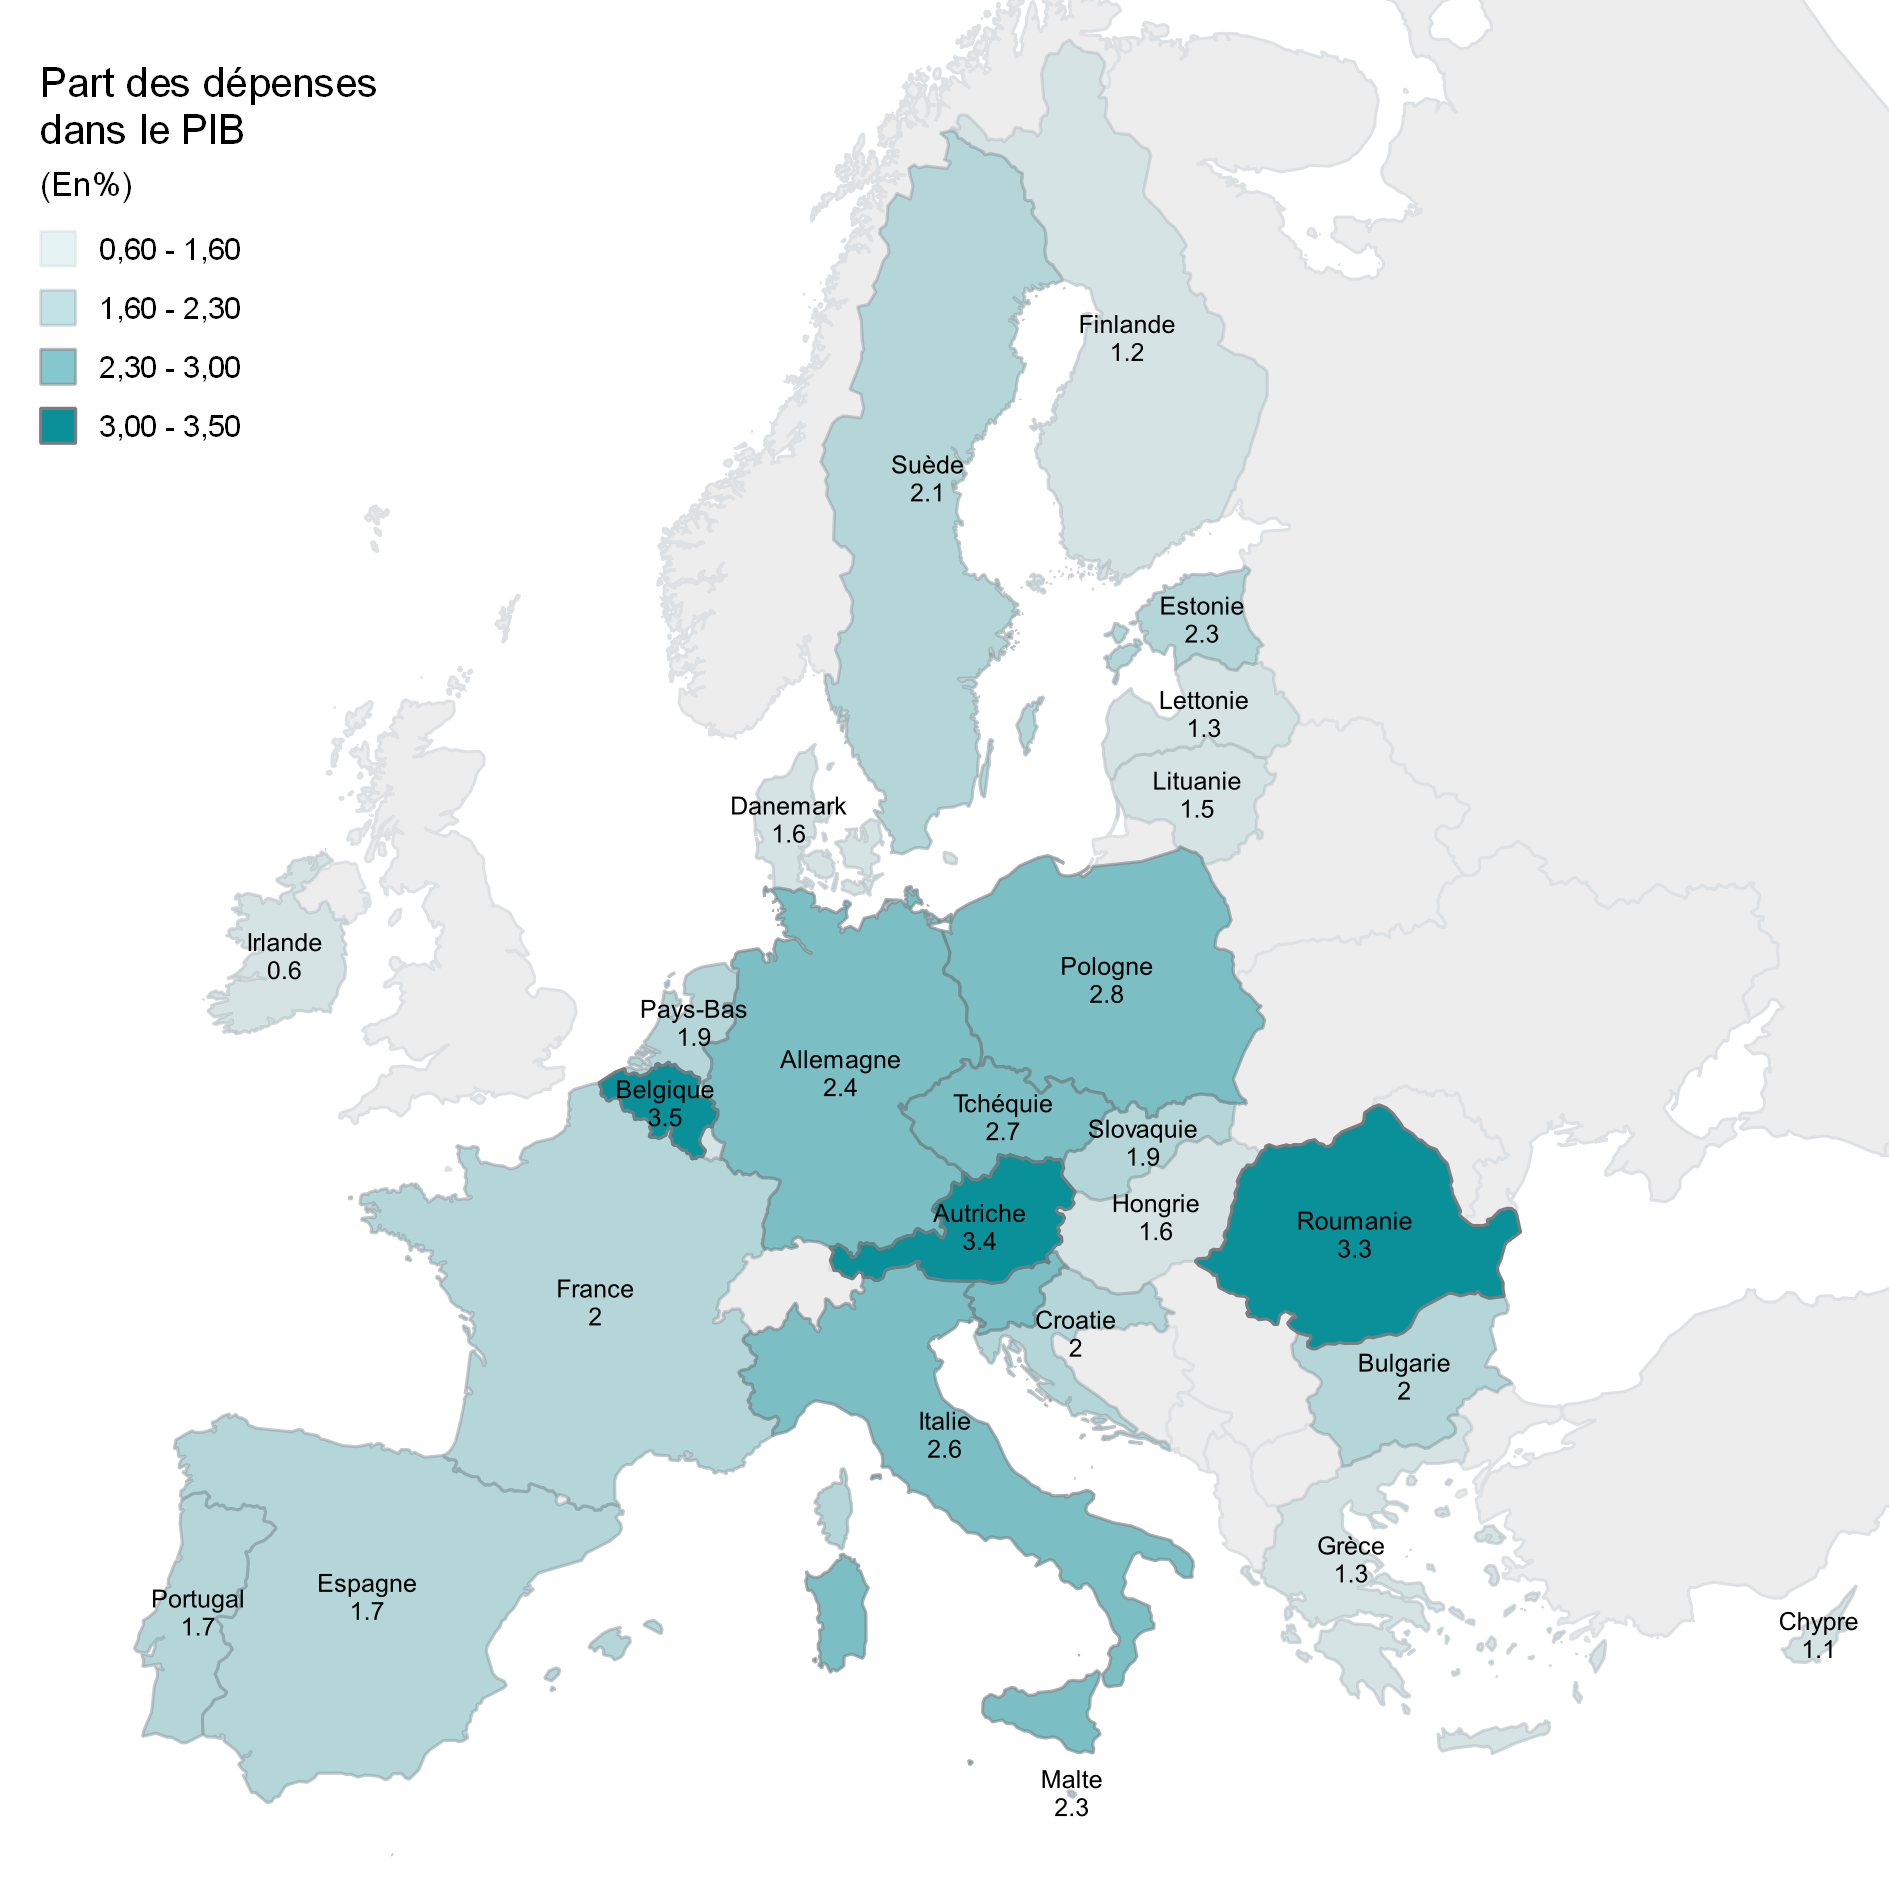 Part des dépenses
dans le PIB
(En%)
0,60 - 1,60
1,60 - 2,30
2,30 - 3,00
3,00 - 3,50
Finlande
1.2
Suède
2.1
Estonie
2.3
Lettonie
1.3
Lituanie
1.5
Danemark
1.6
Irlande
0.6
Pologne
2.8
Pays-Bas
1.9
Allemagne
2.4
Belgique
3.5
Tchéquie
2.7
Slovaquie
1.9
Hongrie
1.6
Autriche
3.4
Roumanie
3.3
France
2
Croatie
2
Bulgarie
2
Italie
2.6
Grèce
1.3
Espagne
1.7
Portugal
1.7
Chypre
1.1
Malte
2.3